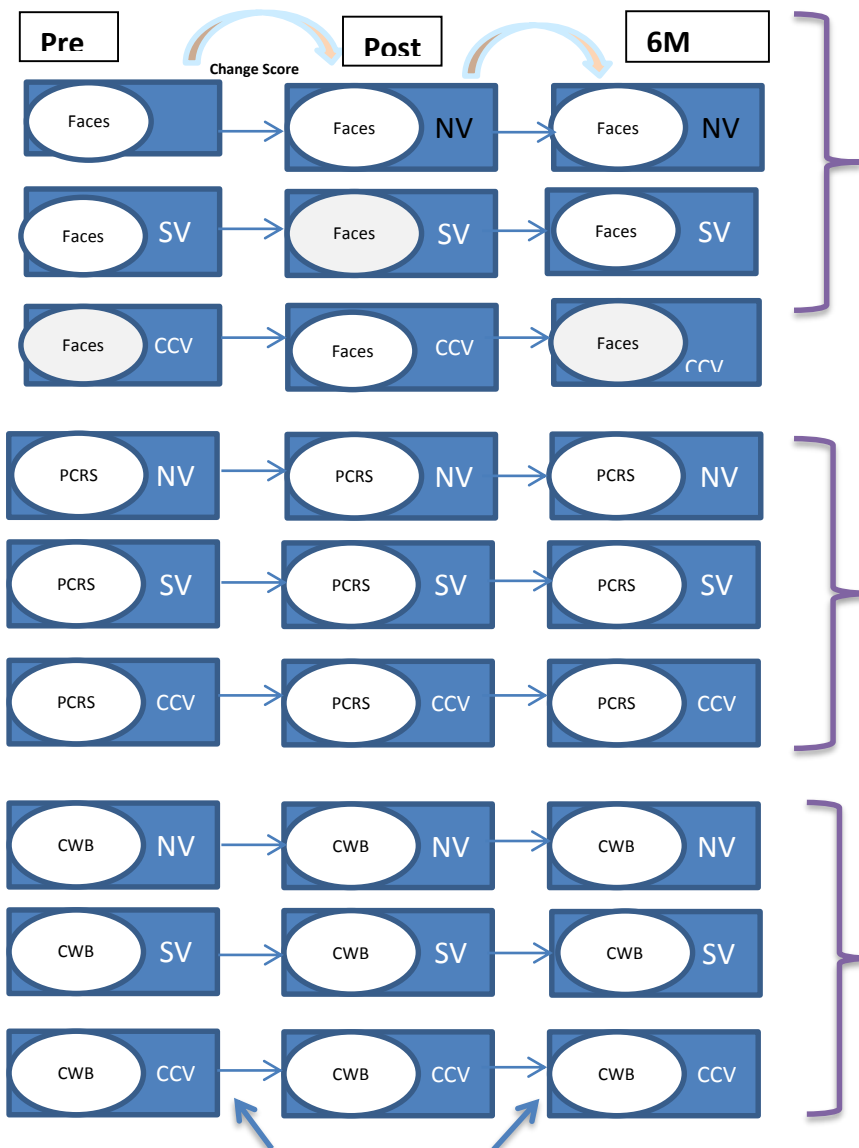 Pre Post 6M
Change Score
Faces Faces NV Faces NV
Faces SV Faces SV Faces SV
Faces CCV Faces CCV Faces CCV
PCRS NV PCRS NV PCRS NV
PCRS SV PCRS SV PCRS SV
PCRS CCV PCRS CCV PCRS CCV
CWB NV CWB NV CWB NV
CWB SV CWB SV CWB SV
CWB CCV CWB CCV CWB CCV